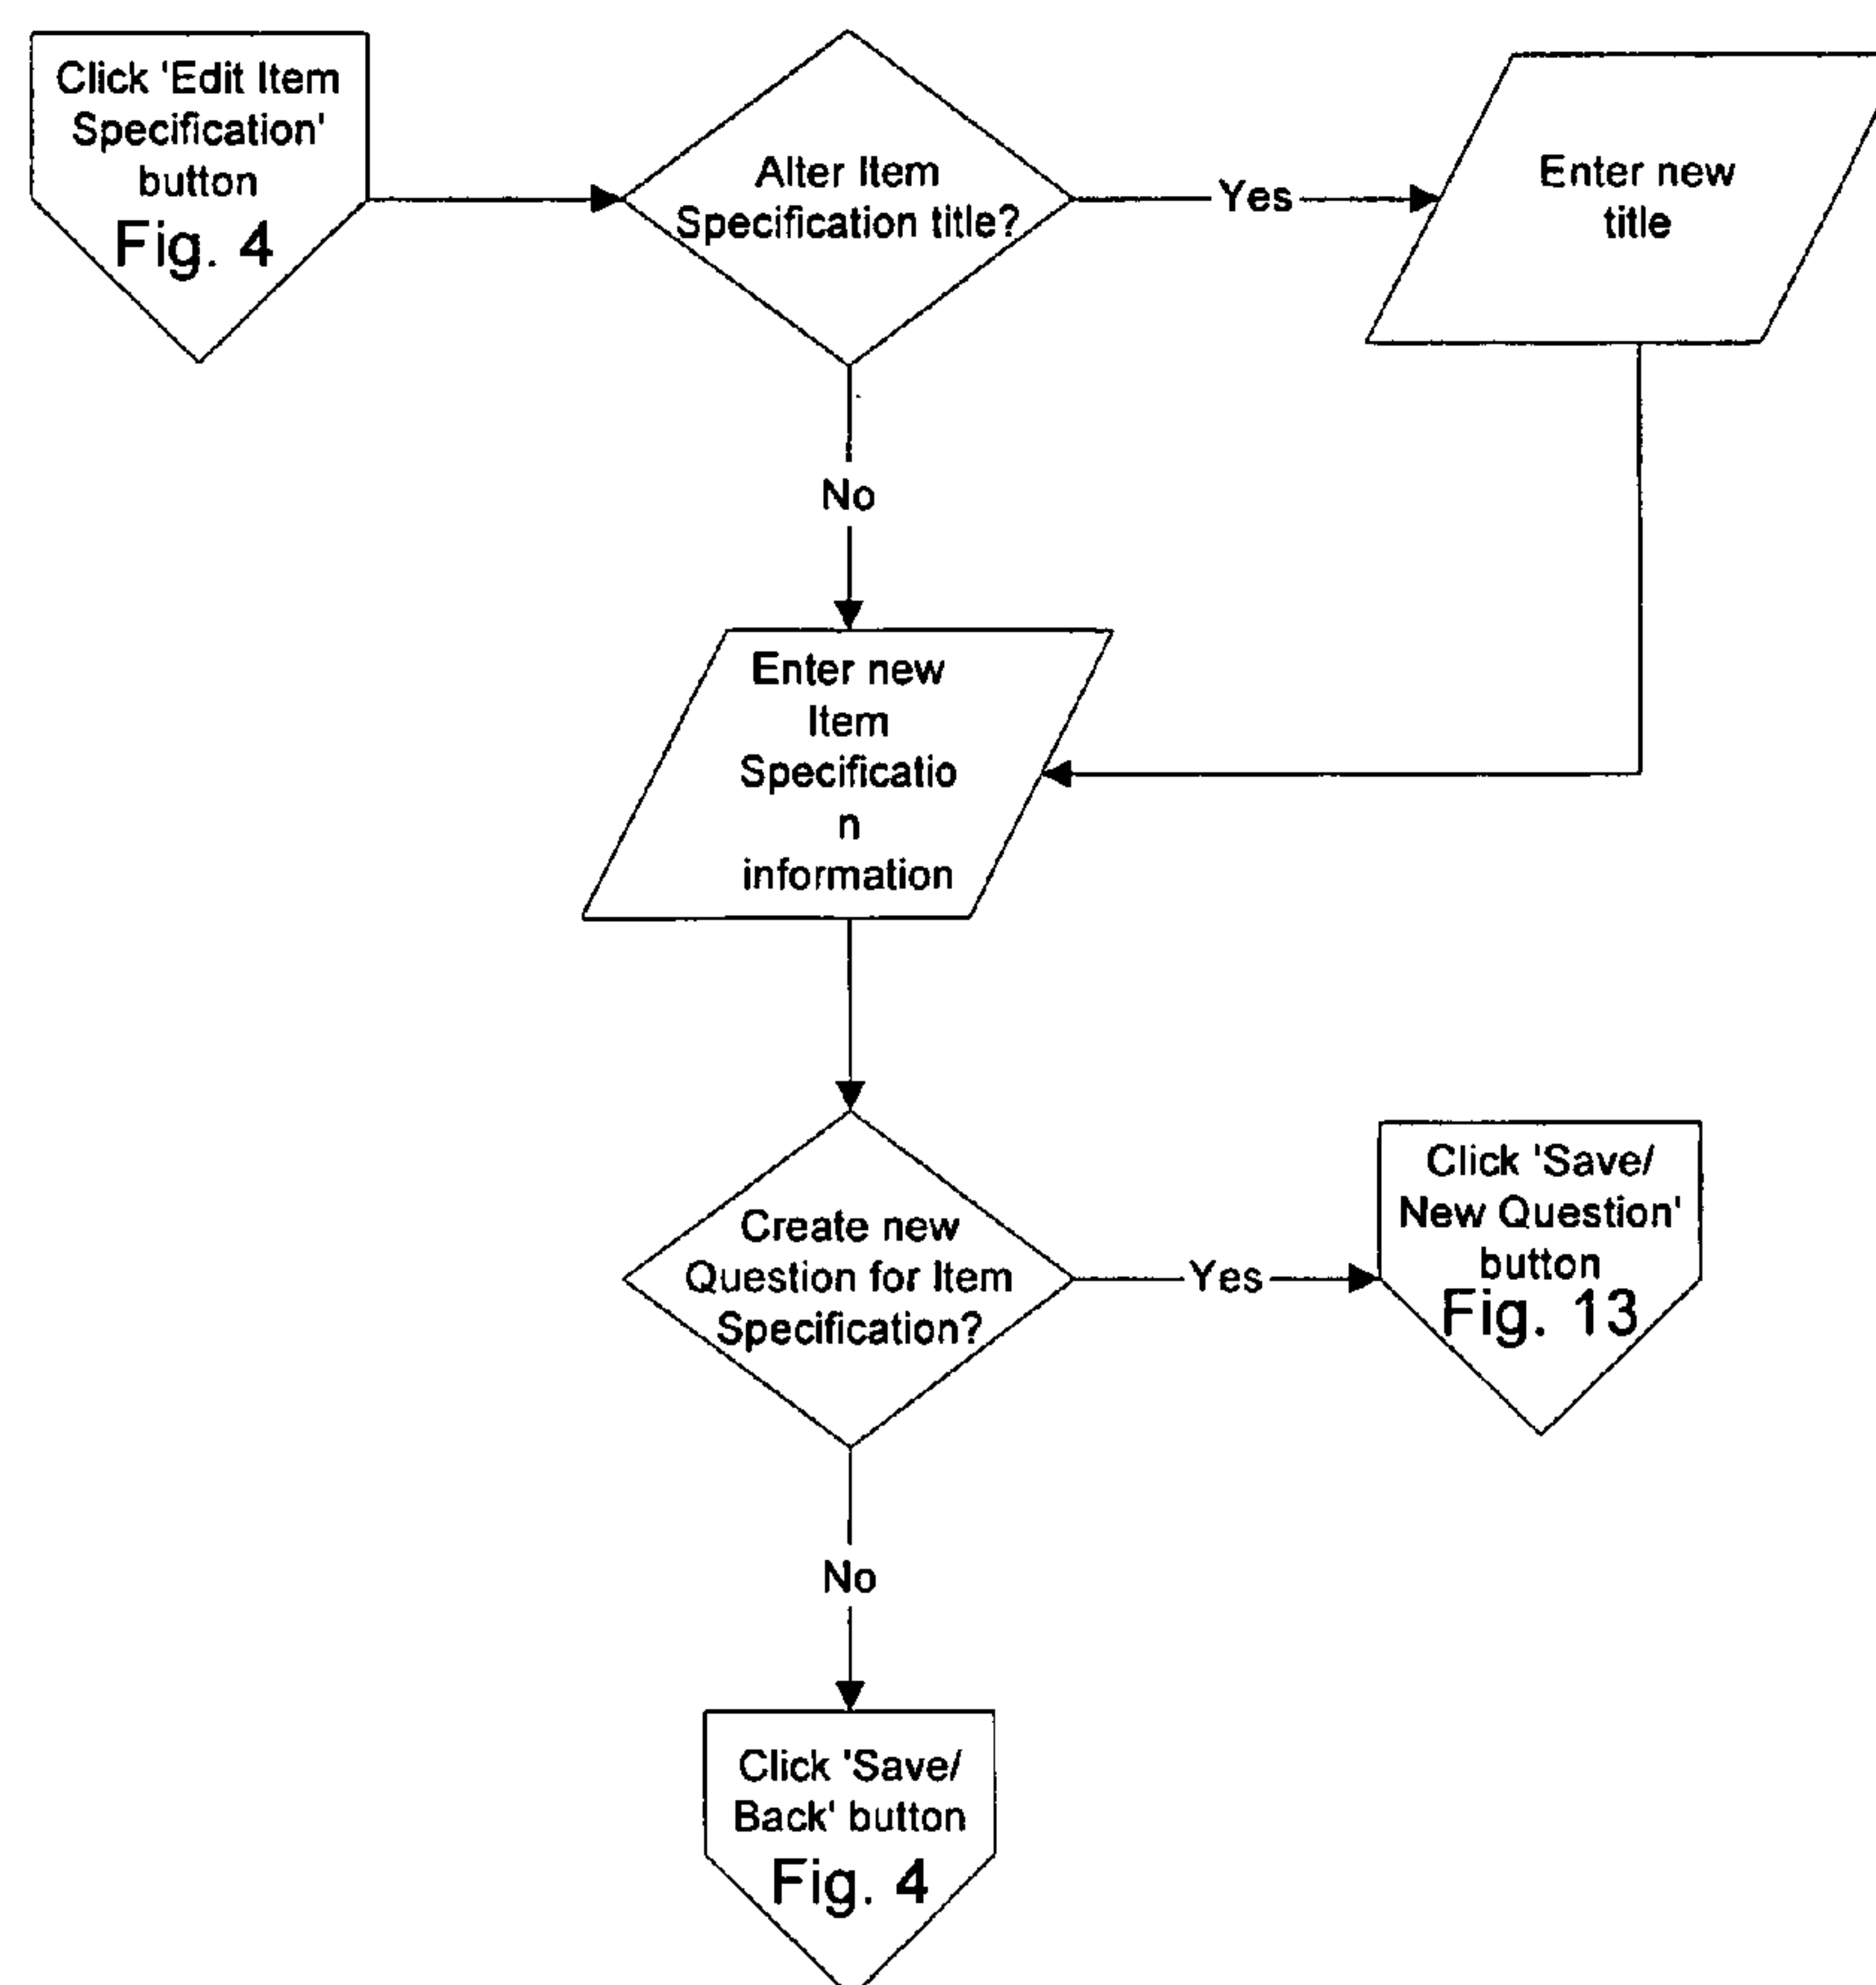 Click 'Edit Item
Specification'
button
Fig. 4
Alter Item
Specification title?
Yes
Enter new
title
No
Enter new
Item
Specificatio
n
information
Create new
Question for Item
Specification?
Yes
Click 'Save/
New Question'
button
Fig. 13
No
Click 'Save/
Back' button
Fig. 4